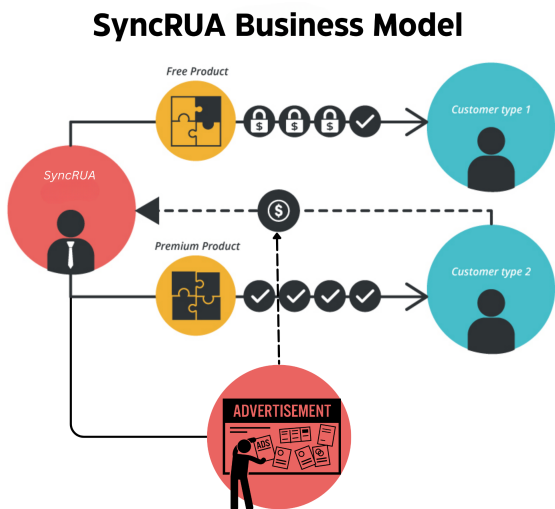 SyncRUA Business Model
Free Product
$ $ $
Customer type 1
SyncRUA
$
Premium Product
Customer type 2
ADVERTISEMENT
ADS